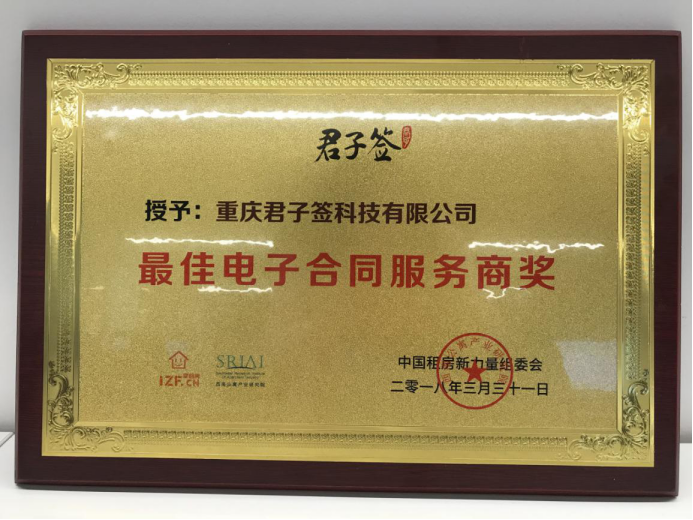 君子签
授予：重庆君子签科技有限公司
最佳电子合同服务商奖
IZF.CN
SRIAI
中国租房新力量组委会
二零一八年三月三十一日